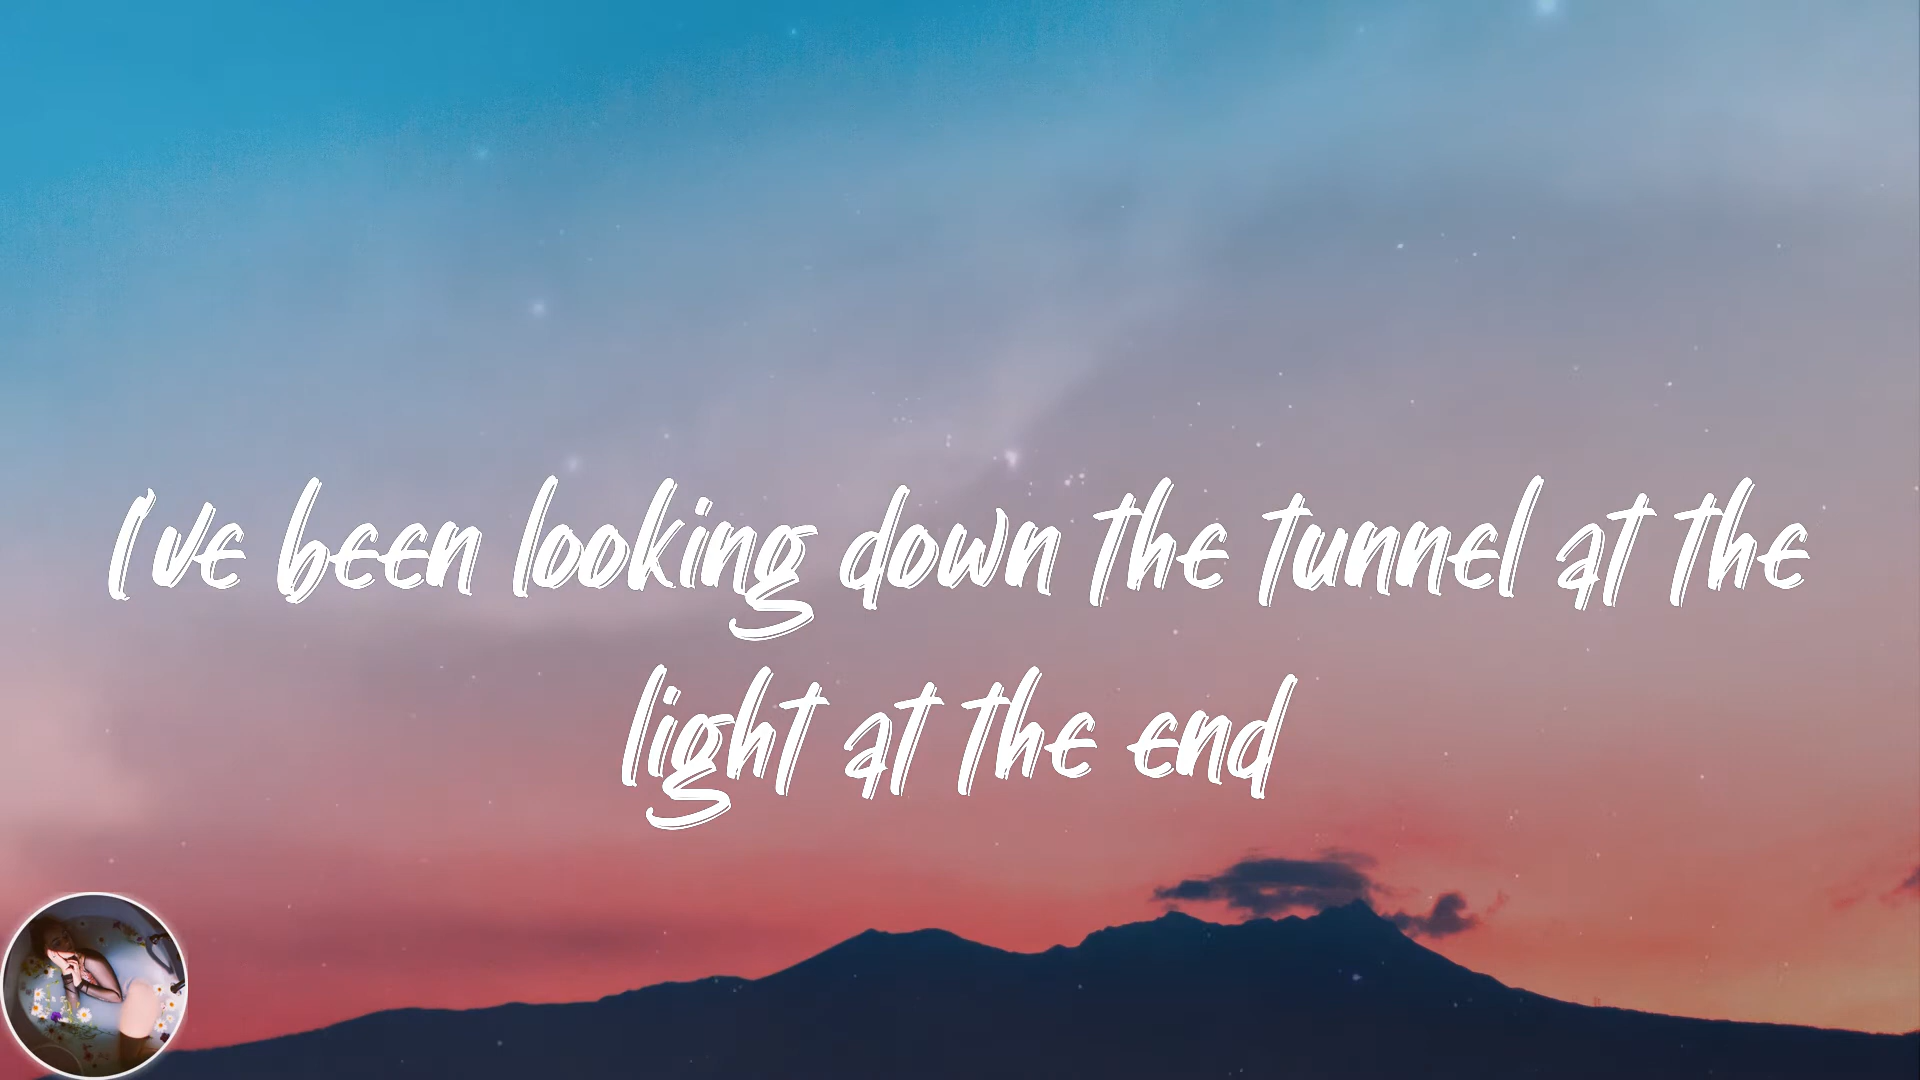 I've been looking down the tunnel at the
light at the end